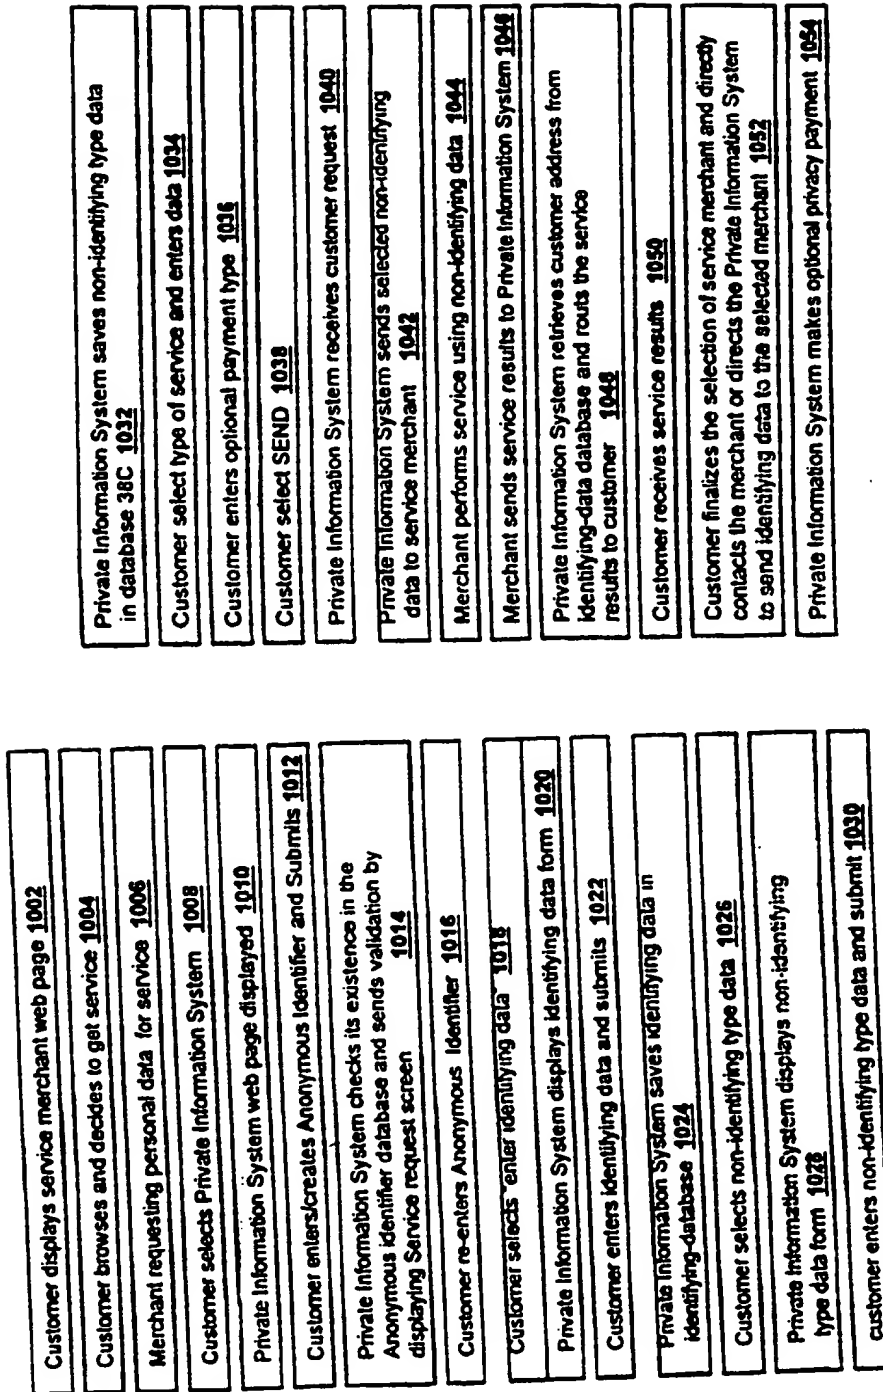 Customer displays service merchant web page 1002
Customer browses and decides to get service 1004
Merchant requesting personal data for service 1006
Customer selects Private Information System 1008
Private Information System web page displayed 1010
Customer enters/creates Anonymous Identifier and Submits 1012
Private Information System checks its existence in the
Anonymous identifier database and sends validation by
displaying Service request screen 1014
Customer re-enters Anonymous Identifier 1016
Customer selects enter identifying data 1018
Private Information System displays identifying data form 1020
Customer enters identifying data and submits 1022
Private Information System saves identifying data in
identifying-database 1024
Customer selects non-identifying type data 1026
Private Information System displays non-identifying
type data form 1028
customer enters non-identifying type data and submit 1030
Private Information System saves non-identifying type data
in database 38C 1032
Customer select type of service and enters data 1034
Customer enters optional payment type 1036
Customer select SEND 1038
Private Information System receives customer request 1040
Private Information System sends selected non-identifying
data to service merchant 1042
Merchant performs service using non-identifying data 1044
Merchant sends service results to Private Information System 1046
Private Information System retrieves customer address from
identifying-data database and routs the service
results to customer 1048
Customer receives service results 1050
Customer finalizes the selection of service merchant and directly
contacts the merchant or directs the Private Information System
to send identifying data to the selected merchant 1052
Private Information System makes optional privacy payment 1054